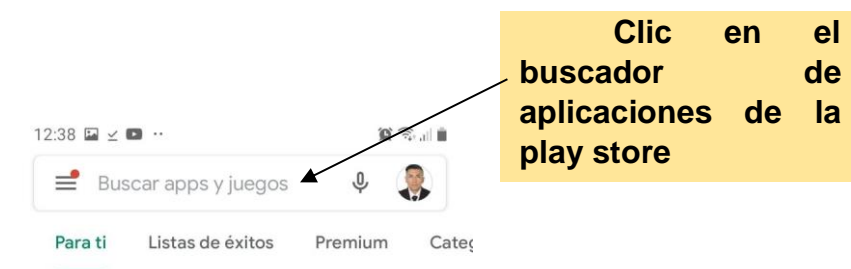 Clic en el
buscador de
aplicaciones de la
play store
12:38
Buscar apps y juegos
Para ti Listas de éxitos Premium Categ